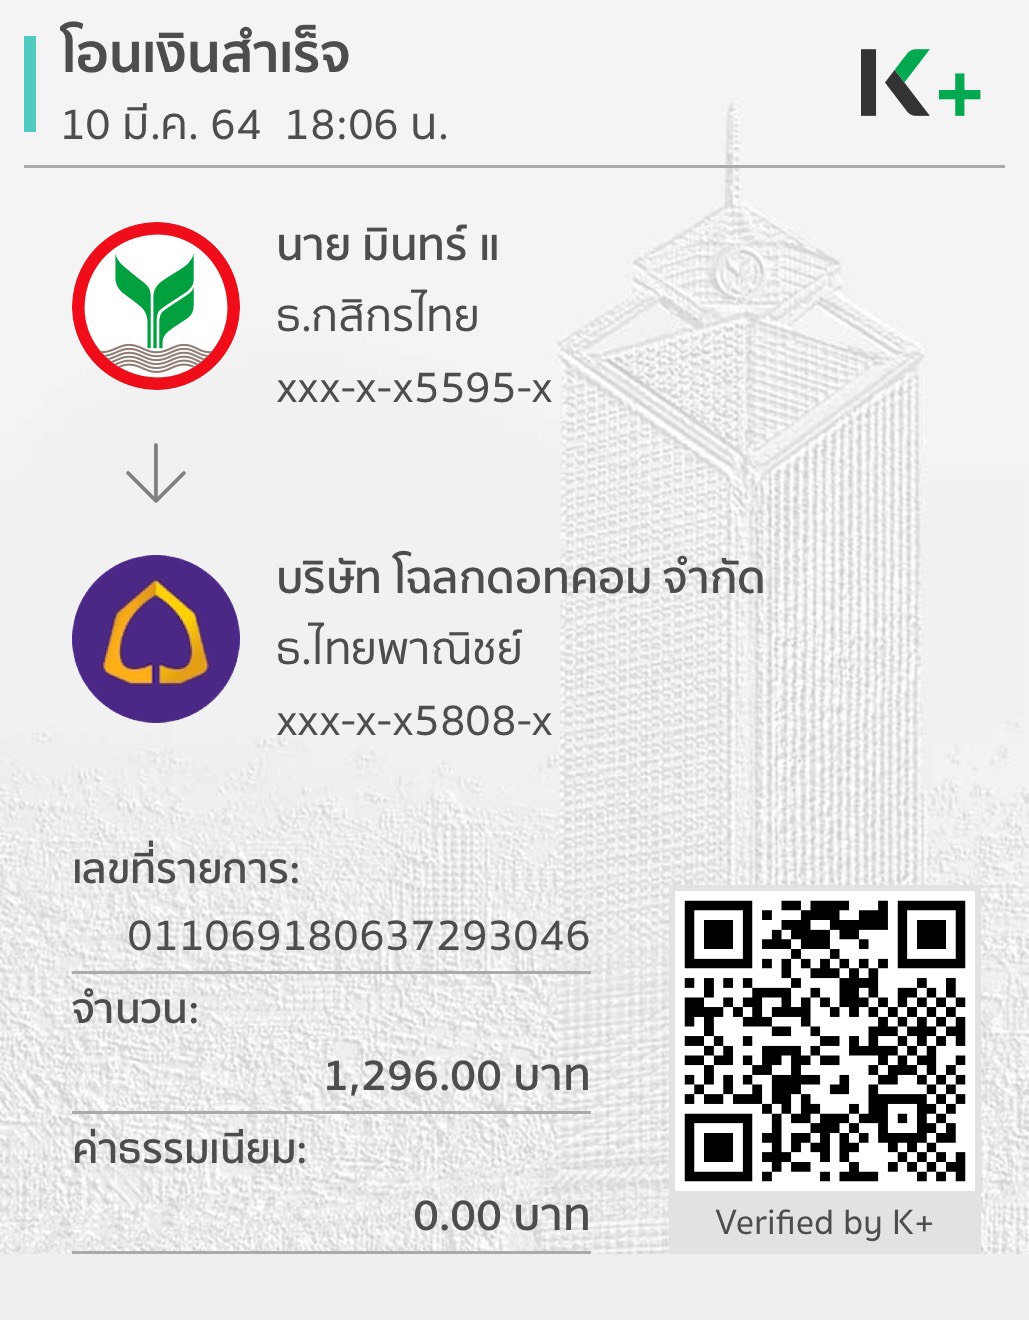 โอนเงินสำเร็จ
10 มี.ค. 64 18:06 น.
K+
นาย มินทร์ แ
ธ.กสิกรไทย
xxx-x-x5595-x
บริษัท โฉลกดอทคอม จำกัด
ธ.ไทยพาณิชย์
xxx-x-x5808-x
เลขที่รายการ:
011069180637293046
จำนวน:
1,296.00 บาท
ค่าธรรมเนียม:
0.00 บาท
Verified by K+